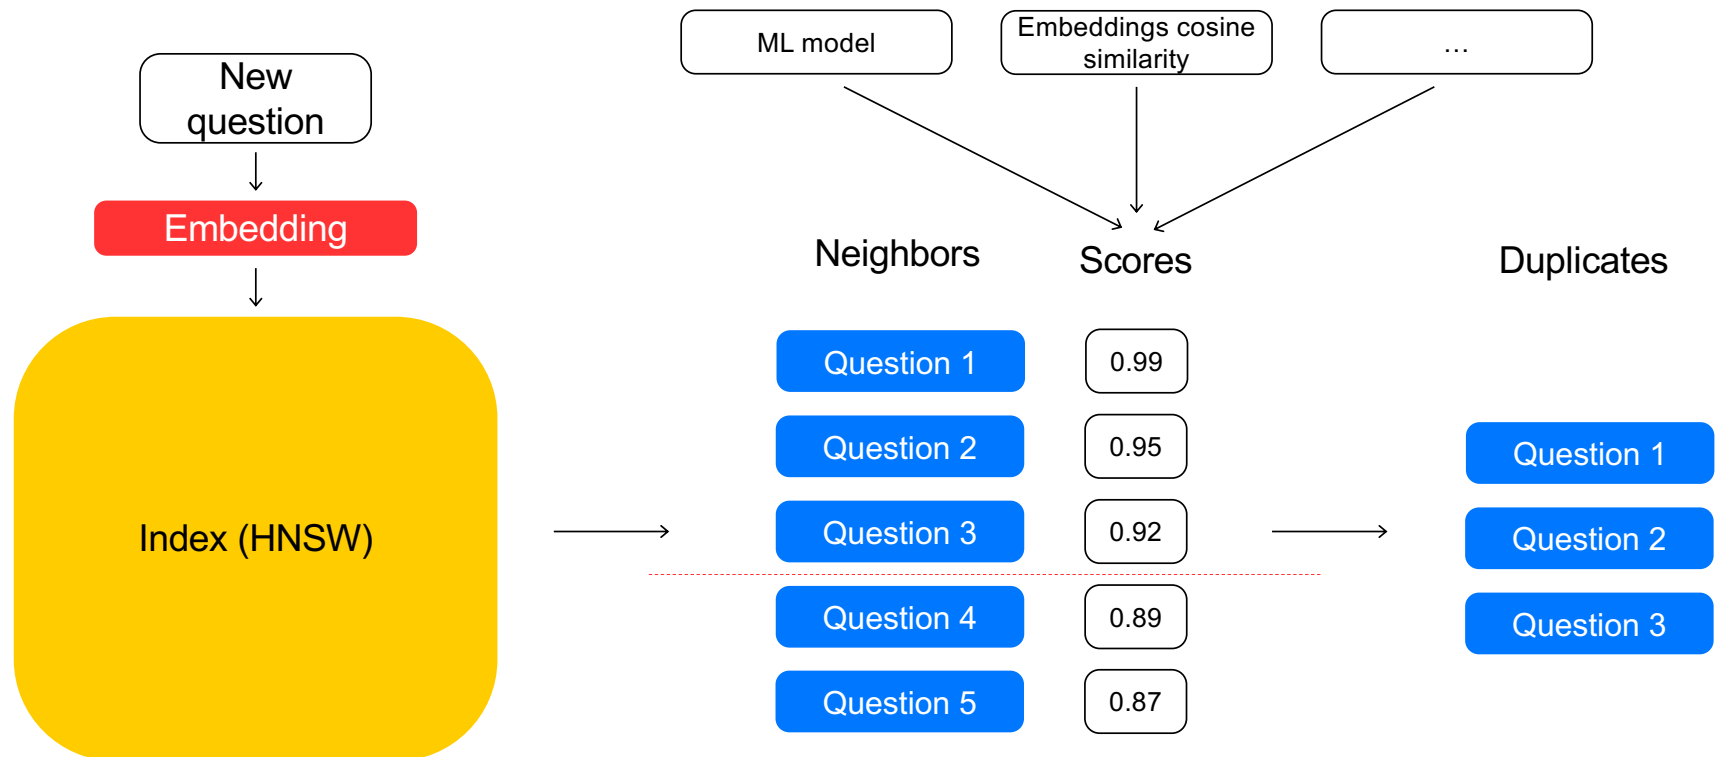 New
question
Embedding
Index (HNSW)
ML model
Embeddings cosine
similarity
…
Neighbors
Scores
Duplicates
Question 1
0.99
Question 2
0.95
Question 3
0.92
Question 4
0.89
Question 5
0.87
Question 1
Question 2
Question 3